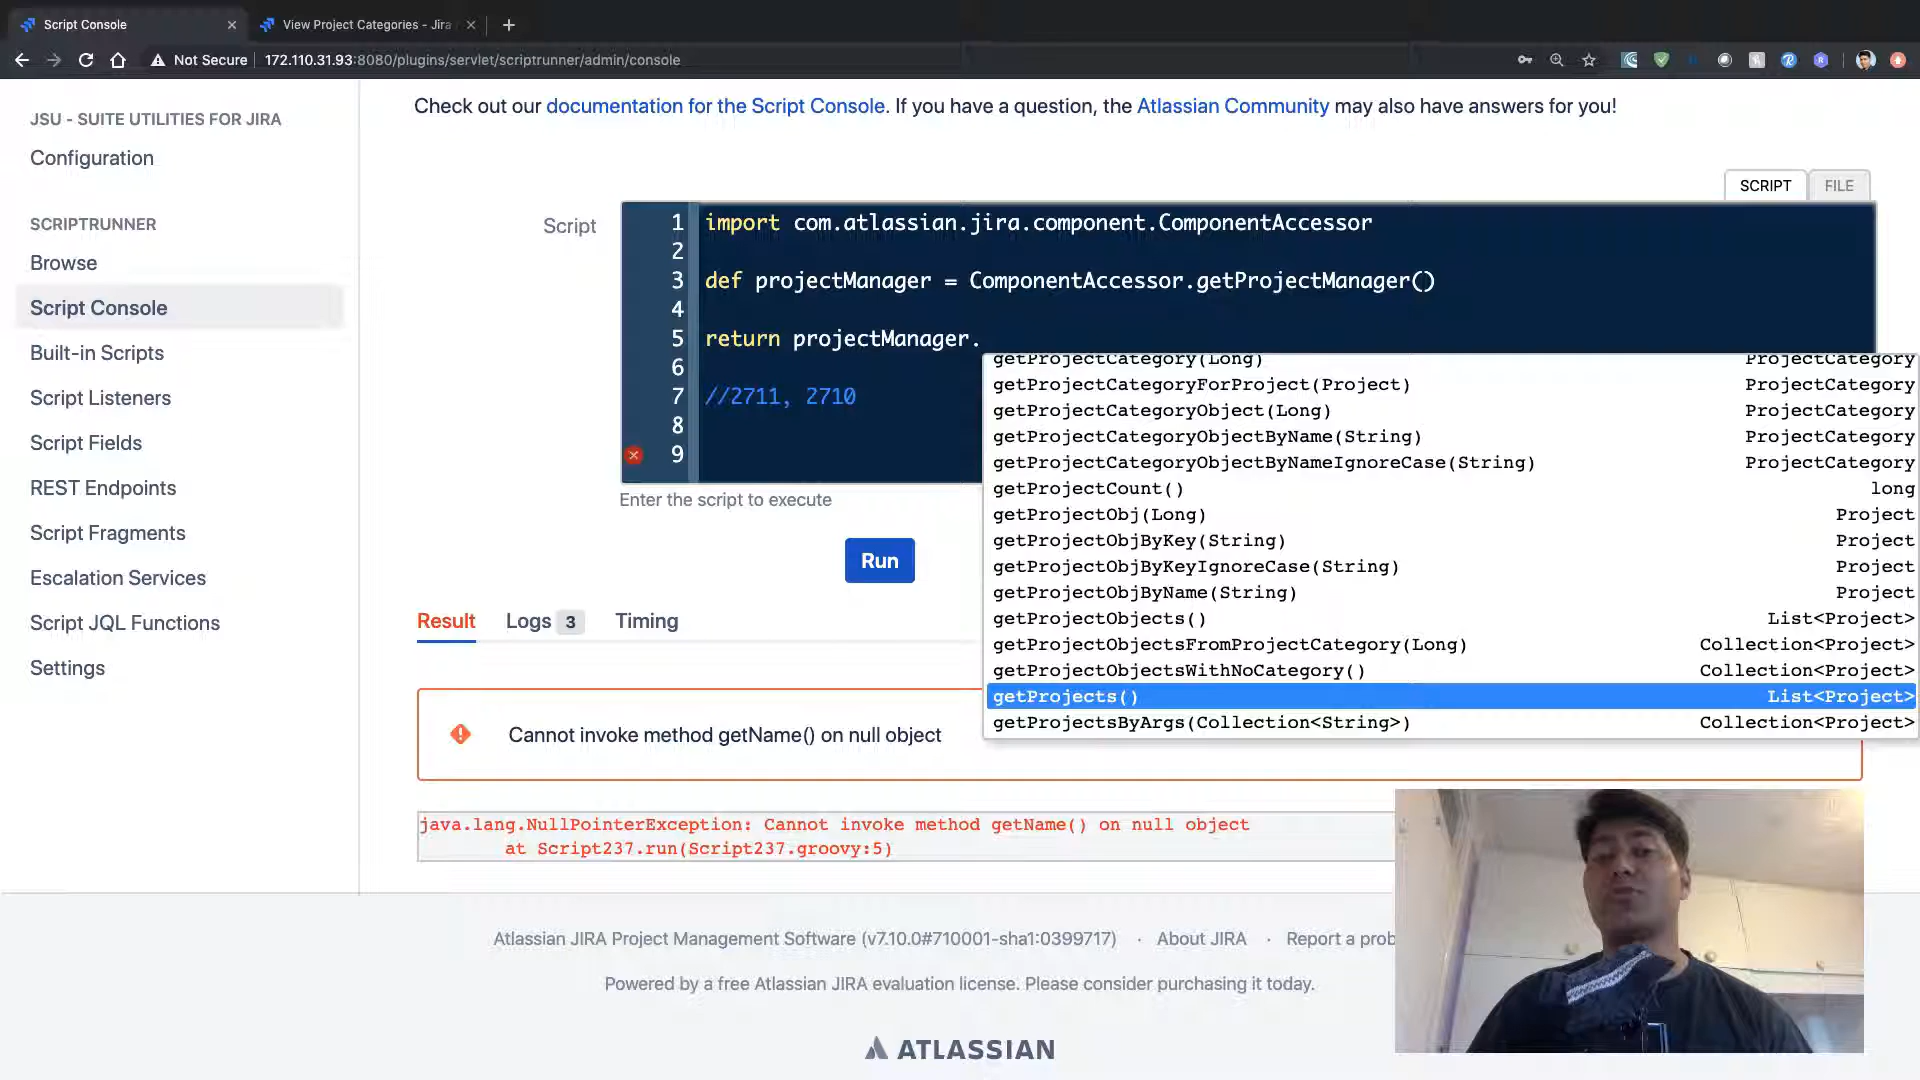 Script Console
View Project Categories - Jira
Not Secure
172.110.31.93:8080/plugins/servlet/scriptrunner/admin/console
JSU - SUITE UTILITIES FOR JIRA
Configuration
SCRIPTRUNNER
Browse
Script Console
Built-in Scripts
Script Listeners
Script Fields
REST Endpoints
Script Fragments
Escalation Services
Script JQL Functions
Settings
Check out our documentation for the Script Console. If you have a question, the Atlassian Community may also have answers for you!
SCRIPT FILE
Script
1 import com.atlassian.jira.component.ComponentAccessor
2
3 def projectManager = ComponentAccessor.getProjectManager()
4
5 return projectManager.
6
7 //2711, 2710
8
9
getProjectCategory(Long) ProjectCategory
getProjectCategoryForProject(Project) ProjectCategory
getProjectCategoryObject(Long) ProjectCategory
getProjectCategoryObjectByName(String) ProjectCategory
getProjectCategoryObjectByNameIgnoreCase(String) ProjectCategory
getProjectCount() long
getProjectObj(Long) Project
getProjectObjByKey(String) Project
getProjectObjByKeyIgnoreCase(String) Project
getProjectObjByName(String) Project
getProjectObjects() List<Project>
getProjectObjectsFromProjectCategory(Long) Collection<Project>
getProjectObjectsWithNoCategory() Collection<Project>
getProjects() List<Project>
getProjectsByArgs(Collection<String>) Collection<Project>
Enter the script to execute
Run
Result Logs 3 Timing
Cannot invoke method getName() on null object
java.lang.NullPointerException: Cannot invoke method getName() on null object
at Script237.run(Script237.groovy:5)
Atlassian JIRA Project Management Software (v7.10.0#710001-sha1:0399717) · About JIRA · Report a prob
Powered by a free Atlassian JIRA evaluation license. Please consider purchasing it today.
ATLASSIAN